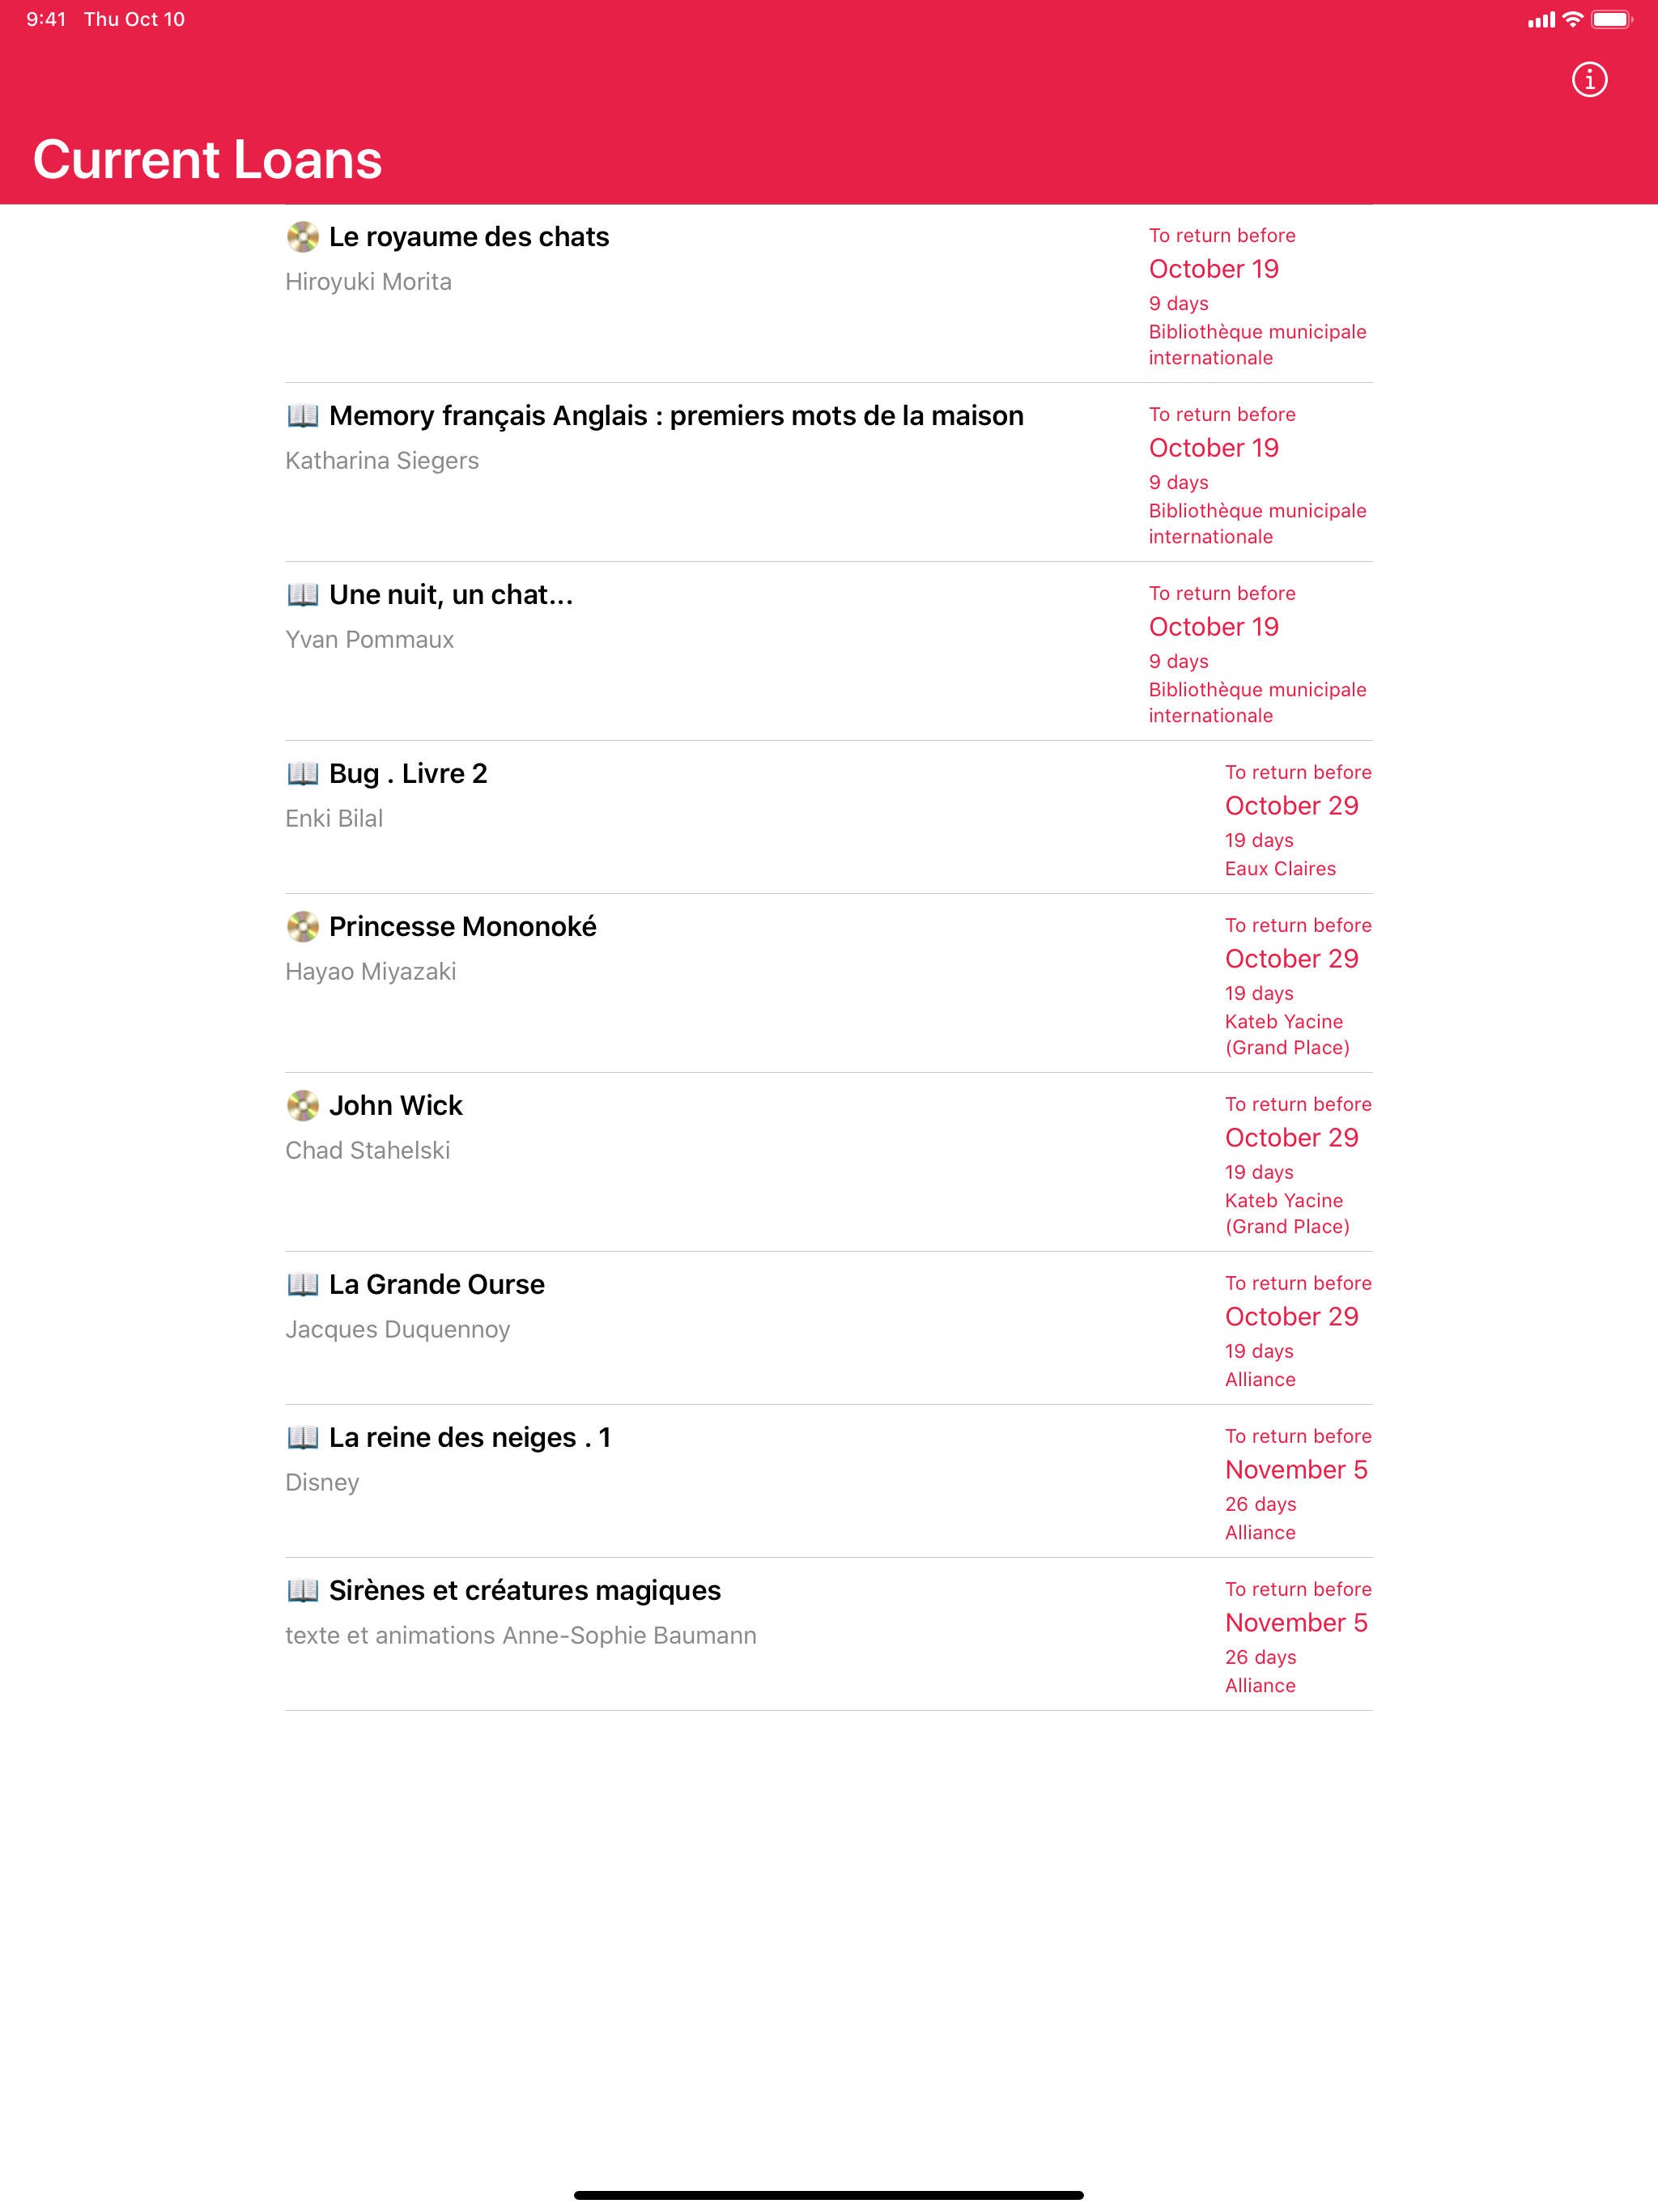 9:41 Thu Oct 10
Current Loans
Le royaume des chats
Hiroyuki Morita
To return before
October 19
9 days
Bibliothèque municipale
internationale
Memory français Anglais : premiers mots de la maison
Katharina Siegers
To return before
October 19
9 days
Bibliothèque municipale
internationale
Une nuit, un chat...
Yvan Pommaux
To return before
October 19
9 days
Bibliothèque municipale
internationale
Bug . Livre 2
Enki Bilal
To return before
October 29
19 days
Eaux Claires
Princesse Mononoké
Hayao Miyazaki
To return before
October 29
19 days
Kateb Yacine
(Grand Place)
John Wick
Chad Stahelski
To return before
October 29
19 days
Kateb Yacine
(Grand Place)
La Grande Ourse
Jacques Duquennoy
To return before
October 29
19 days
Alliance
La reine des neiges . 1
Disney
To return before
November 5
26 days
Alliance
Sirènes et créatures magiques
texte et animations Anne-Sophie Baumann
To return before
November 5
26 days
Alliance